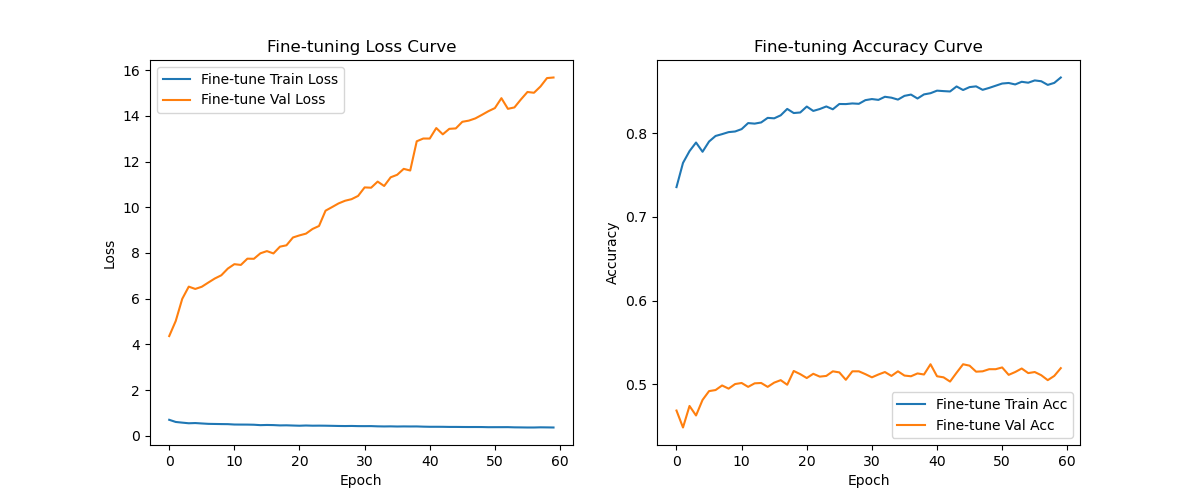 Fine-tuning Loss Curve
Fine-tune Train Loss
Fine-tune Val Loss
16
14
12
10
8
6
4
2
0
Loss
0 10 20 30 40 50 60
Epoch
Fine-tuning Accuracy Curve
0.8
0.7
0.6
0.5
Accuracy
Fine-tune Train Acc
Fine-tune Val Acc
0 10 20 30 40 50 60
Epoch